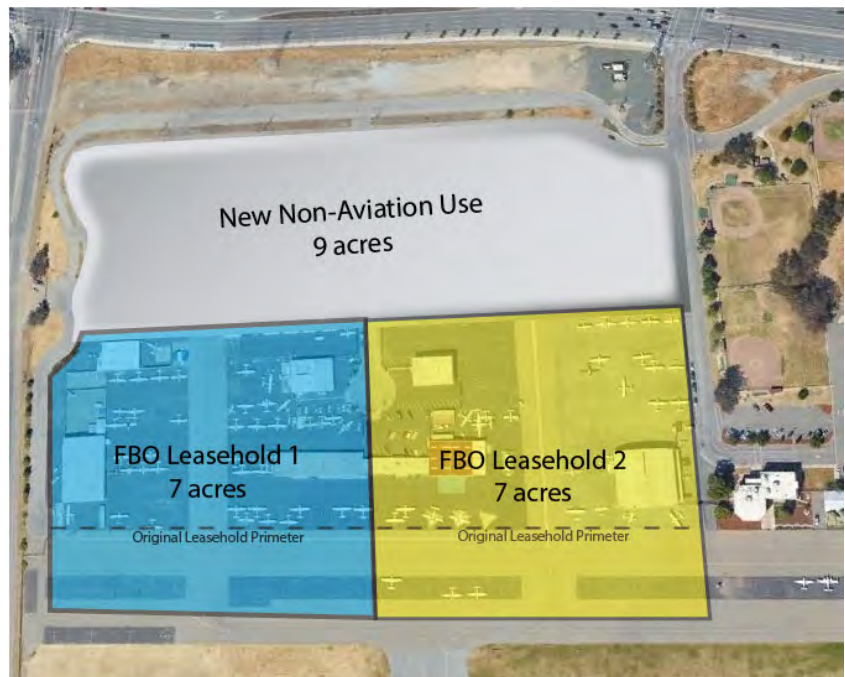 New Non-Aviation Use
9 acres
FBO Leasehold 1
7 acres
FBO Leasehold 2
7 acres
Original Leasehold Primeter
Original Leasehold Primeter